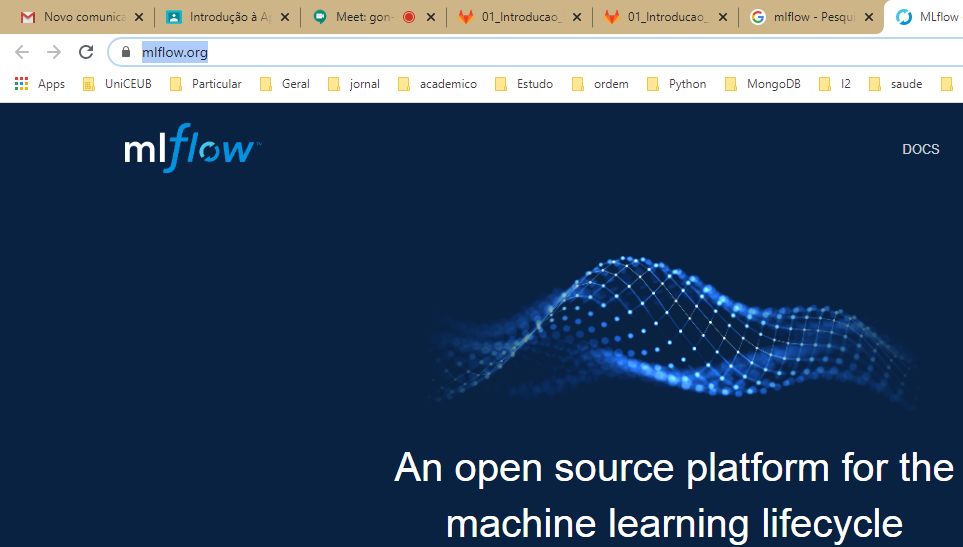 Novo comunica
Introdução à Ap
Meet: gon-
01_Introducao_
01_Introducao_
mlflow - Pesqui
MLflow
mlflow.org
Apps UniCEUB Particular Geral jornal academico Estudo ordem Python MongoDB I2 saude
mlflow™
DOCS
An open source platform for the
machine learning lifecycle